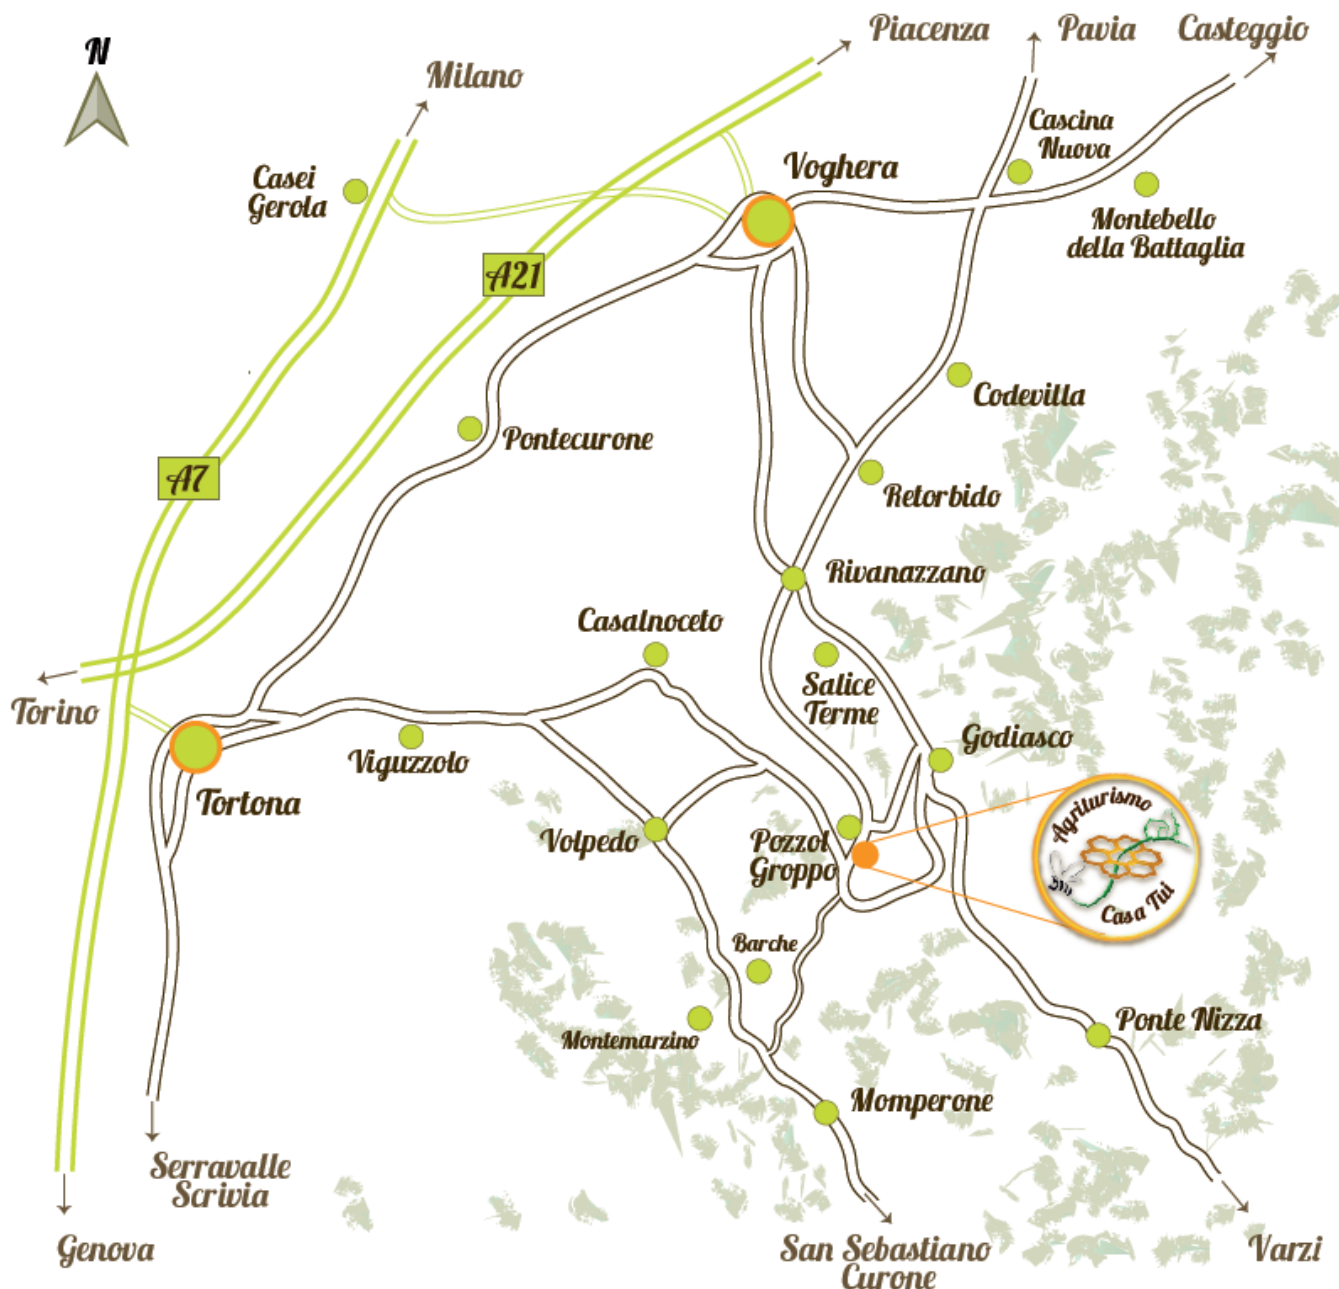 N
Milano
Piacenza
Pavia
Casteggio
Casei
Gerola
Voghera
Cascina
Nuova
Montebello
della Battaglia
A21
Codevilla
Pontecurone
A7
Retorbido
Rivanazzano
Casalnoceto
Salice
Terme
Torino
Godiasco
Viguzzolo
Tortona
Volpedo
Pozzol
Groppo
Agriturismo
Casa Tui
Barche
Montemarzino
Ponte Nizza
Momperone
Serravalle
Scrivia
Genova
San Sebastiano
Curone
Varzi